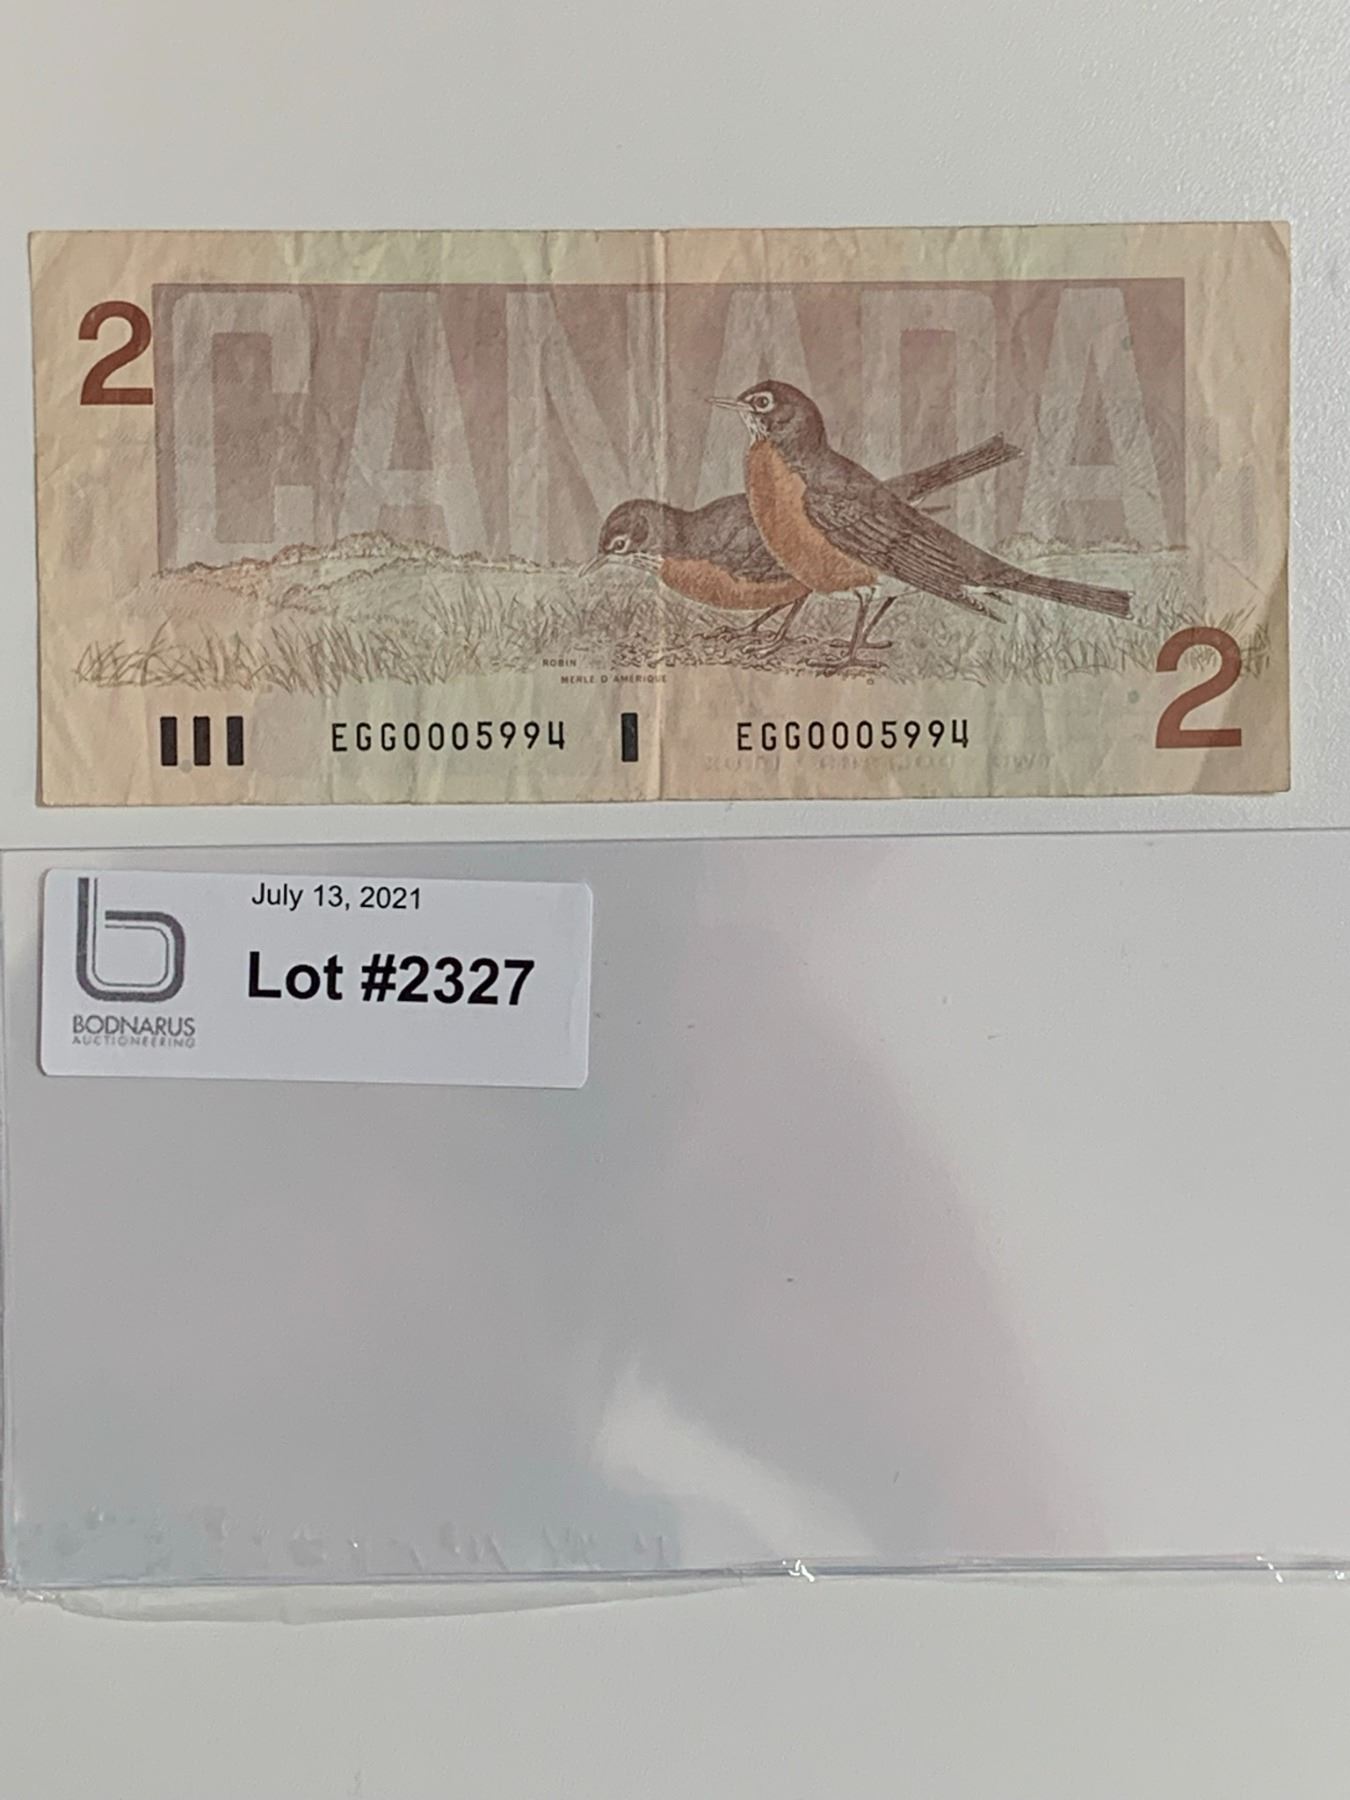 CANADA
2
ROBIN
MERLE D'AMÉRIQUE
2
EGG0005994 EGG0005994
July 13, 2021
Lot #2327
BODNARUS
AUCTIONEERING